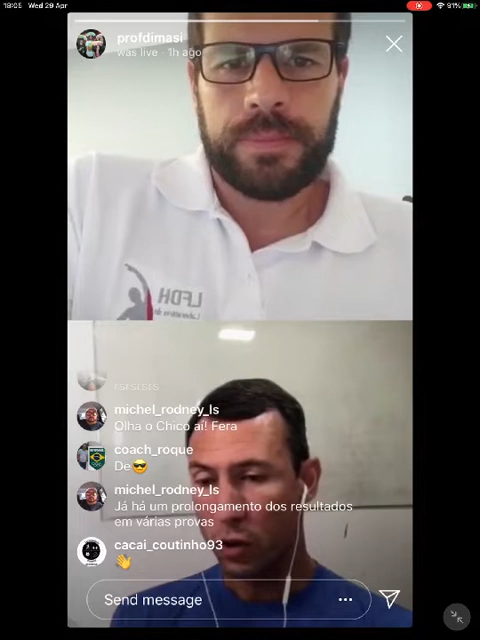 18:05 Wed 29 Apr
91%
profdimasi
was live · 1h ago
LFDH
michel_rodney_ls
Olha o Chico aí! Fera
coach_roque
De😎
michel_rodney_ls
Já há um prolongamento dos resultados
em várias provas
cacai_coutinho93
👋
Send message